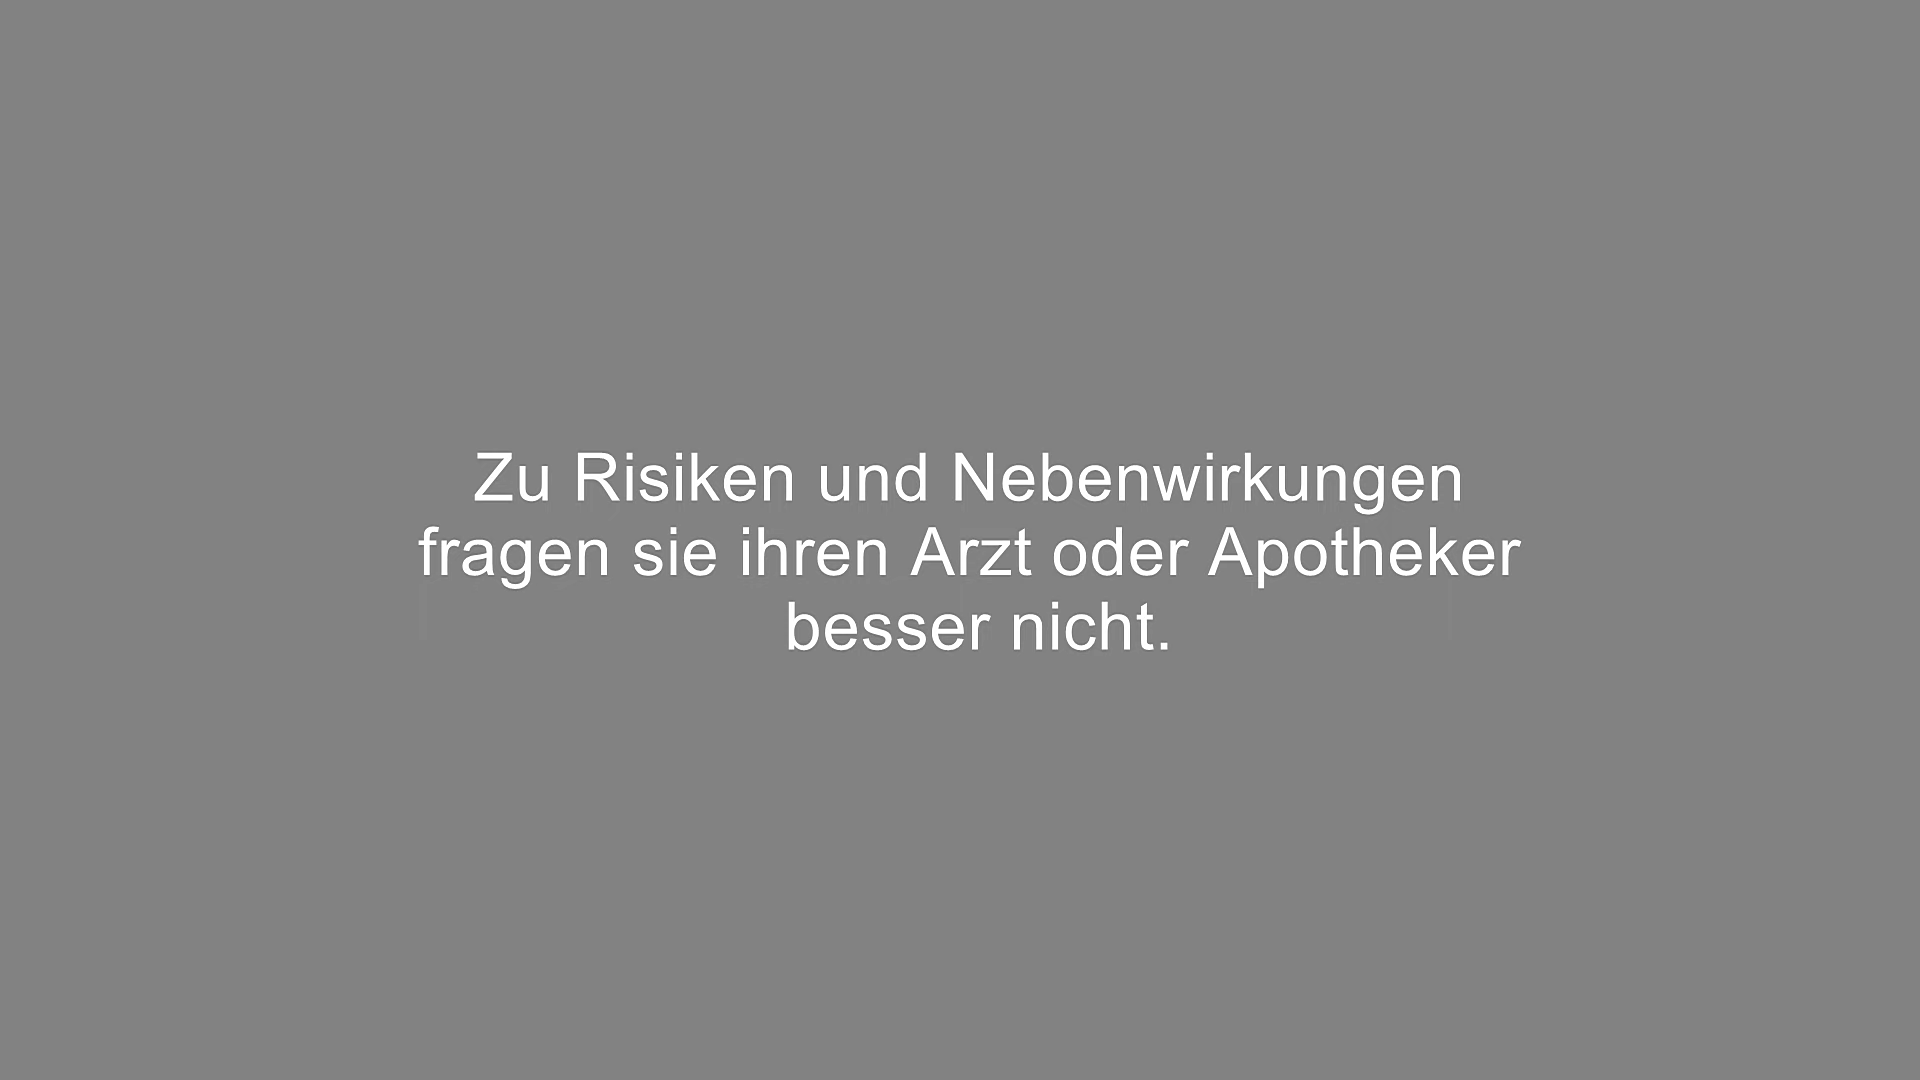 Zu Risiken und Nebenwirkungen
fragen sie ihren Arzt oder Apotheker
besser nicht.